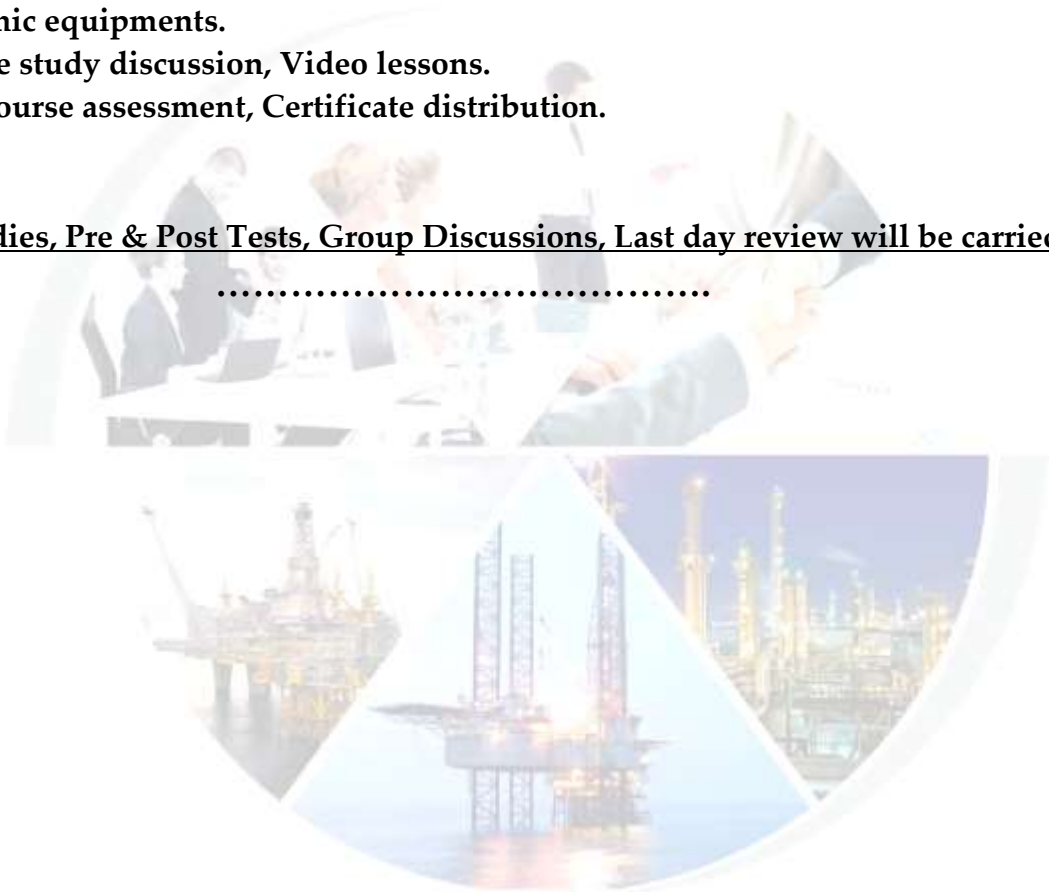 nic equipments.
e study discussion, Video lessons.
ourse assessment, Certificate distribution.
dies, Pre & Post Tests, Group Discussions, Last day review will be carried
………………………………….